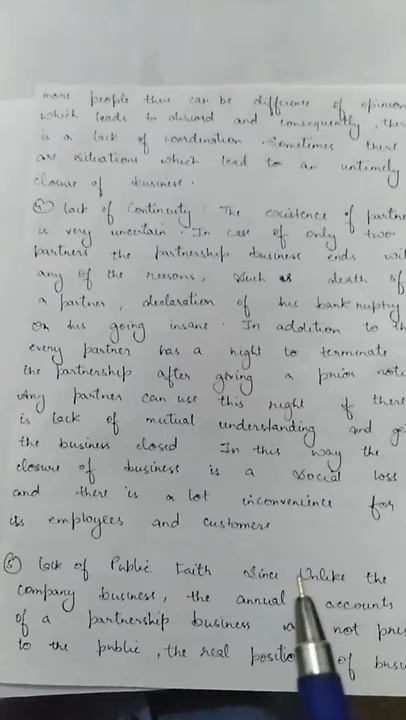 more people there can be difference of opinion
which leads to discord and consequently, ther
is a lack of coordination. Sometimes there
are situations which lead to an untimely
closure of business.
④ Lack of Continuity: The existence of partne
is very uncertain. In case of only two
partners the partnership business ends wi
any of the reasons, such as death of
a partner, declaration of his bankruptcy
or his going insane. In addition to th
every partner has a right to terminate
the partnership after giving a prior noti
Any partner can use this right if there
is lack of mutual understanding and ge
the business closed In this way the
closure of business is a social loss
and there is a lot inconvenience for
its employees and customers
⑤ Lack of Public Faith Since Unlike the
company business, the annual accounts
of a partnership business not
to the public, the real position of busi